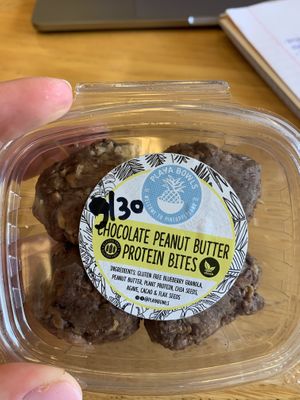 PLAYA BOWLS
9/30
CHOCOLATE PEANUT BUTTER
PROTEIN BITES
INGREDIENTS: GLUTEN FREE BLUEBERRY GRANOLA,
PEANUT BUTTER, PLANT PROTEIN, CHIA SEEDS,
AGAVE, CACAO & FLAX SEEDS
@PLAYABOWLS